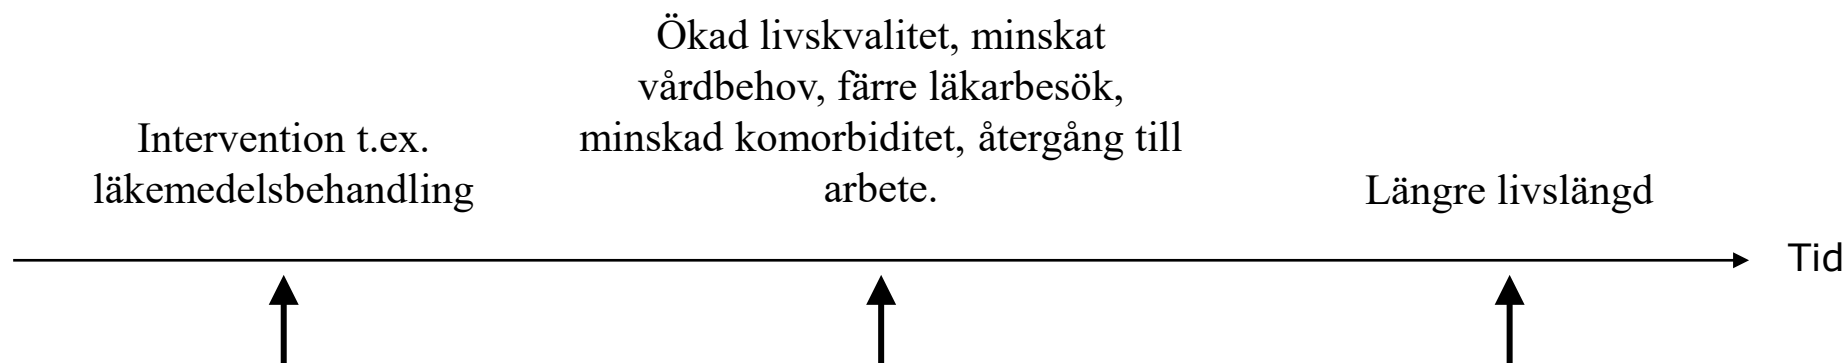 Intervention t.ex.
läkemedelsbehandling
Ökad livskvalitet, minskat
vårdbehov, färre läkarbesök,
minskad komorbiditet, återgång till
arbete.
Längre livslängd
Tid